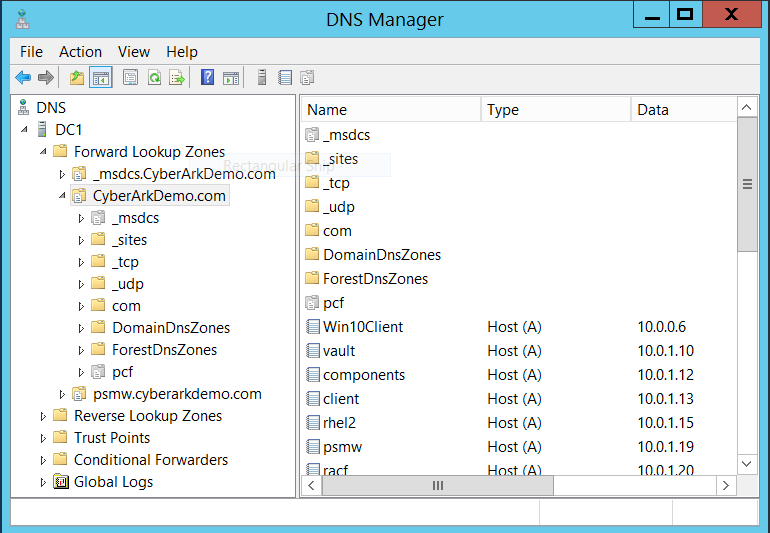 DNS Manager
File Action View Help
DNS
DC1
Forward Lookup Zones
_msdcs.CyberArkDemo.com
CyberArkDemo.com
_msdcs
_sites
_tcp
_udp
com
DomainDnsZones
ForestDnsZones
pcf
psmw.cyberarkdemo.com
Reverse Lookup Zones
Trust Points
Conditional Forwarders
Global Logs
Rectangular Snip
Name Type Data
_msdcs
_sites
_tcp
_udp
com
DomainDnsZones
ForestDnsZones
pcf
Win10Client Host (A) 10.0.0.6
vault Host (A) 10.0.1.10
components Host (A) 10.0.1.12
client Host (A) 10.0.1.13
rhel2 Host (A) 10.0.1.15
psmw Host (A) 10.0.1.19
racf Host (A) 10.0.1.20